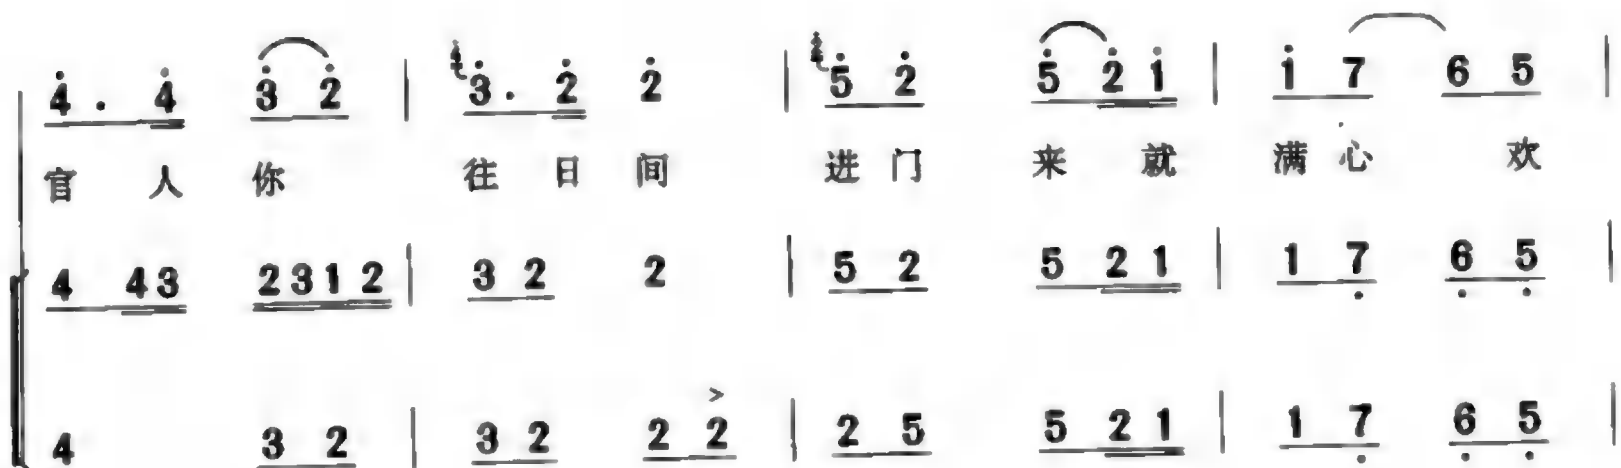 4̇ . 4̇ 3̇ 2̇ | 3̇ . 2̇ 2̇ | 5̇ 2̇ 5̇ 2̇ 1̇ | 1̇ 7 6 5 |
官 人 你 往 日 间 进 门 来 就 满 心 欢
4 43 2312 | 3 2 2 | 5 2 5 2 1 | 1 7̣ 6̣ 5̣ |
4 3 2 | 3 2 2 2 | 2 5 5 2 1 | 1 7̣ 6̣ 5̣ |